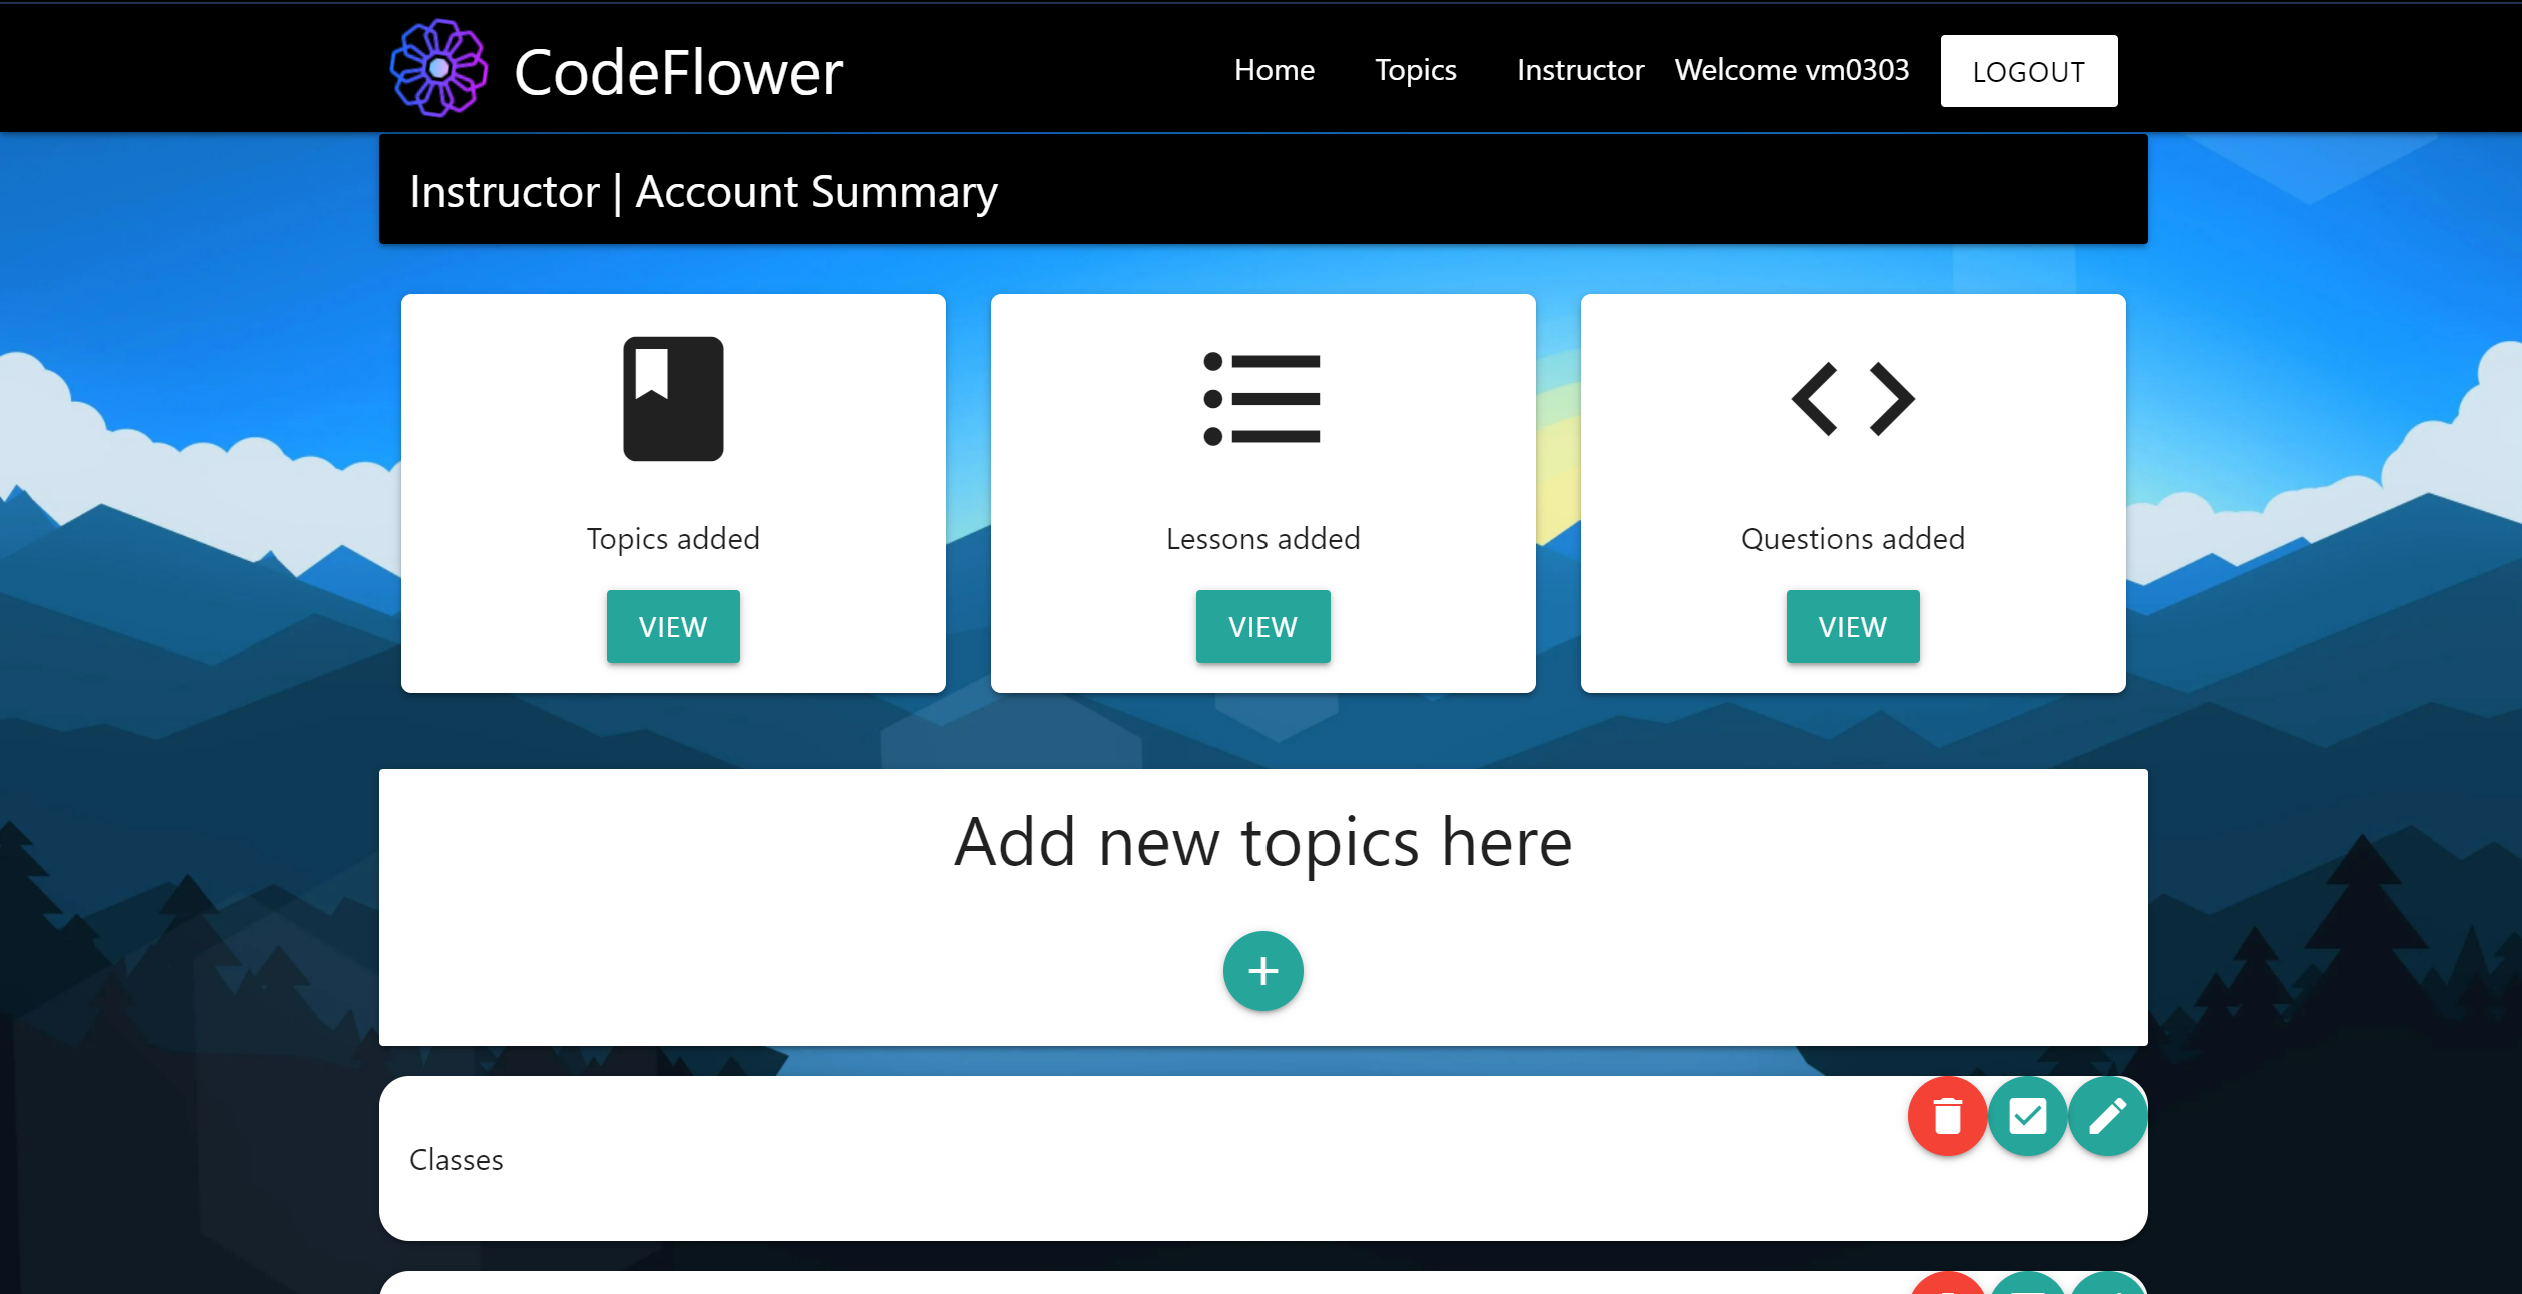 CodeFlower
Home Topics Instructor Welcome vm0303 LOGOUT
Instructor | Account Summary
Topics added
VIEW
Lessons added
VIEW
Questions added
VIEW
Add new topics here
+
Classes